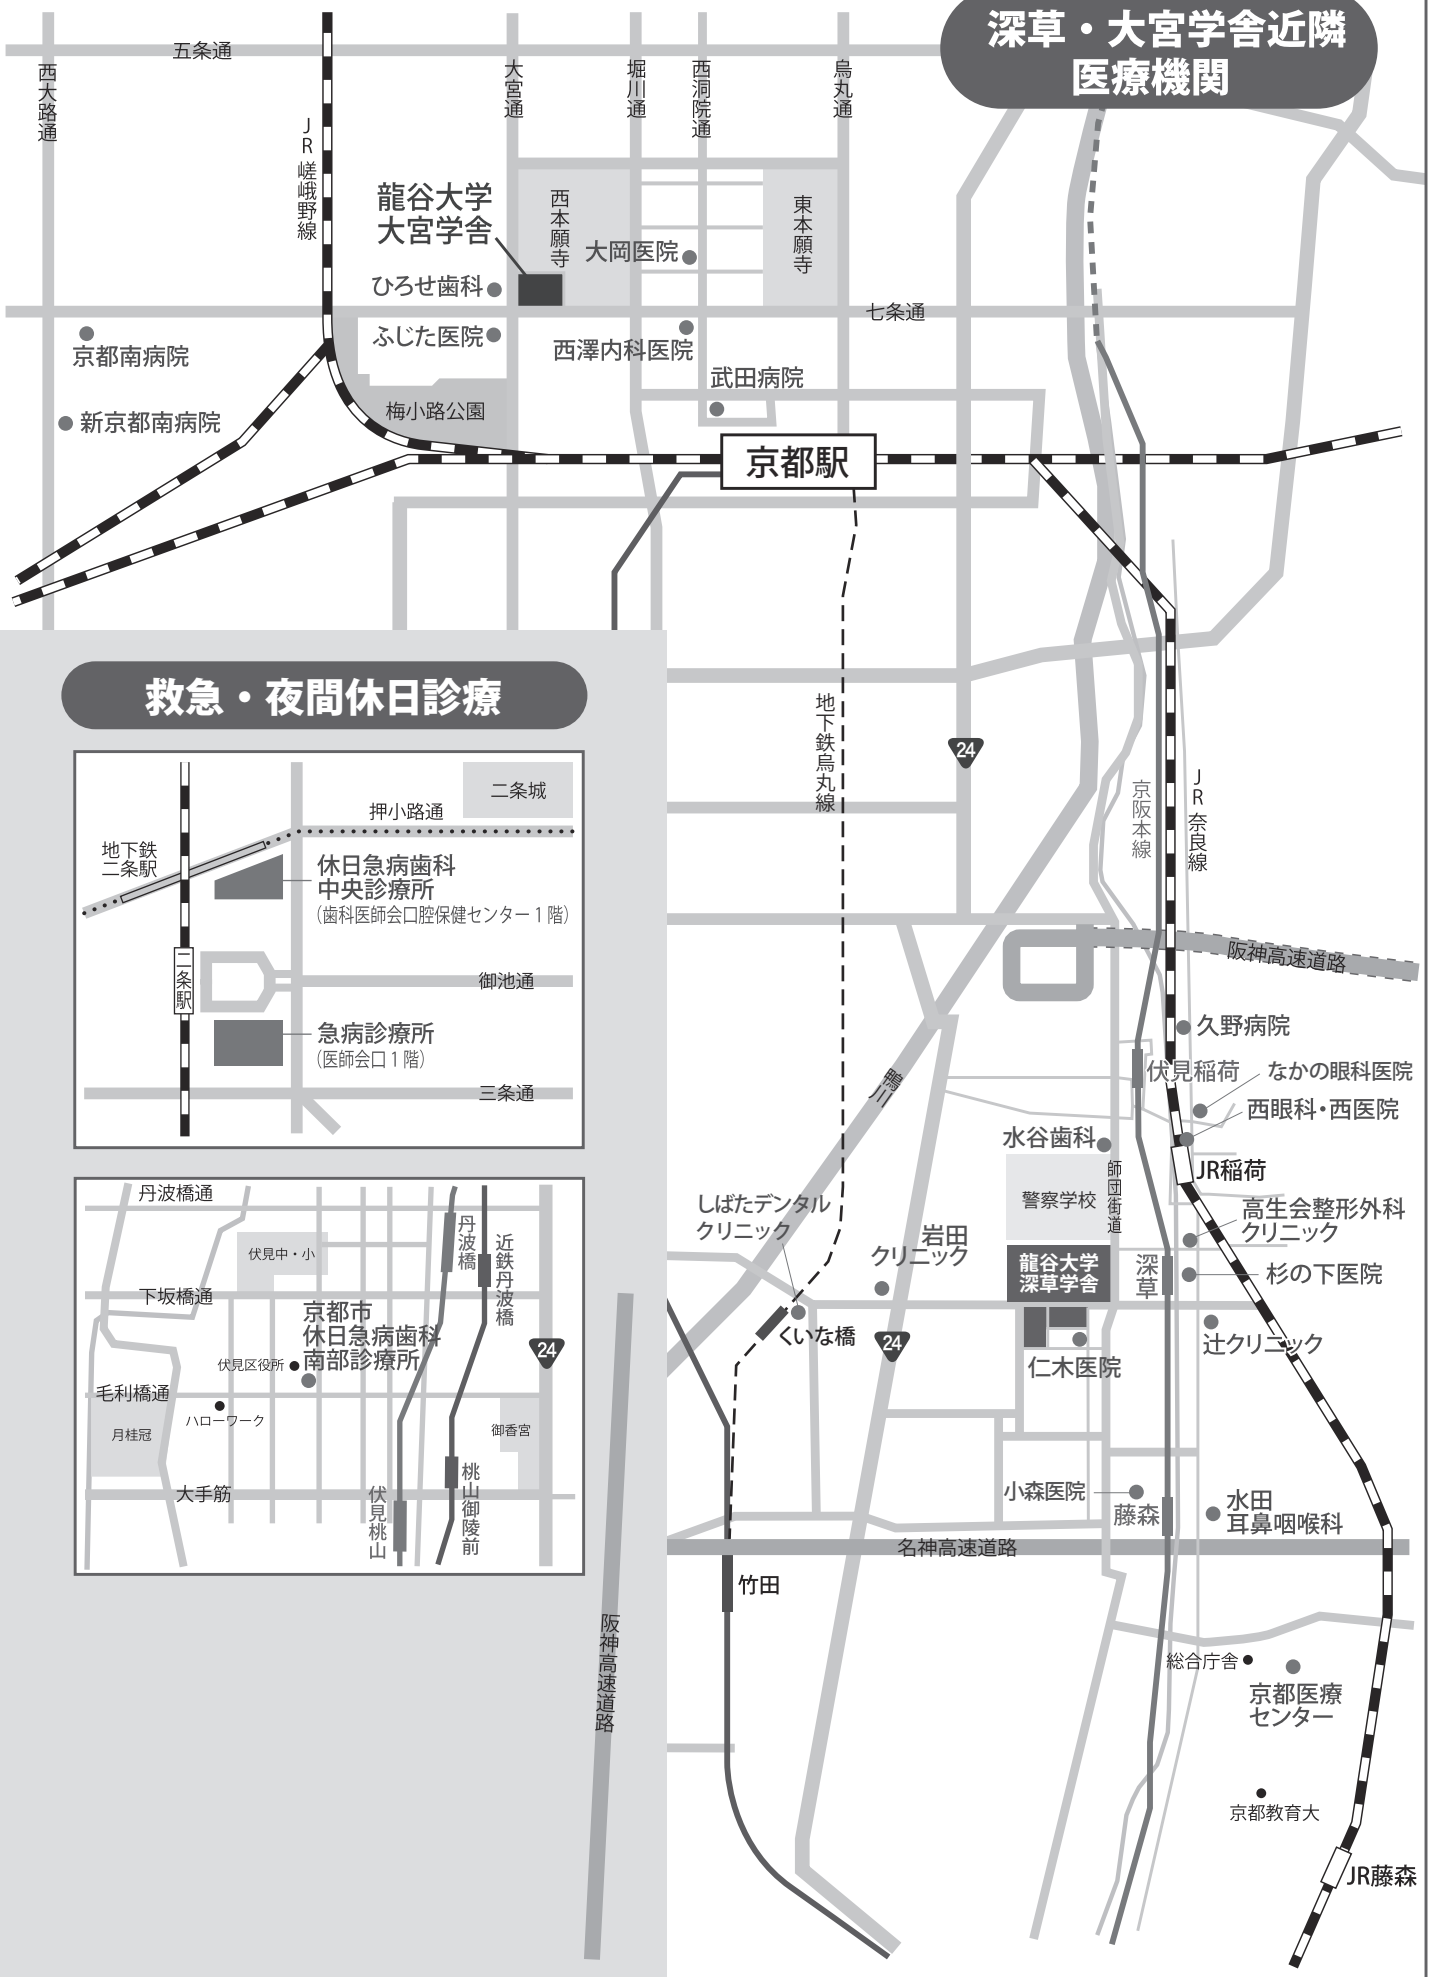 深草・大宮学舎近隣
医療機関
五条通
西大路通
JR嵯峨野線
大宮通
堀川通
西洞院通
烏丸通
龍谷大学
大宮学舎
西本願寺
東本願寺
大岡医院
ひろせ歯科
七条通
ふじた医院
京都南病院
西澤内科医院
武田病院
新京都南病院
梅小路公園
京都駅
地下鉄烏丸線
24
京阪本線
JR奈良線
阪神高速道路
久野病院
伏見稲荷
なかの眼科医院
西眼科・西医院
鴨川
水谷歯科
JR稲荷
師団街道
警察学校
しばたデンタル
クリニック
岩田
クリニック
高生会整形外科
クリニック
龍谷大学
深草学舎
深草
杉の下医院
くいな橋
24
辻クリニック
仁木医院
小森医院
藤森
水田
耳鼻咽喉科
名神高速道路
竹田
阪神高速道路
総合庁舎
京都医療
センター
京都教育大
JR藤森
救急・夜間休日診療
二条城
押小路通
地下鉄
二条駅
休日急病歯科
中央診療所
（歯科医師会口腔保健センター1階）
二条駅
御池通
急病診療所
（医師会口1階）
三条通
丹波橋通
丹波橋
近鉄丹波橋
伏見中・小
下坂橋通
京都市
休日急病歯科
南部診療所
24
伏見区役所
毛利橋通
ハローワーク
月桂冠
御香宮
大手筋
伏見桃山
桃山御陵前